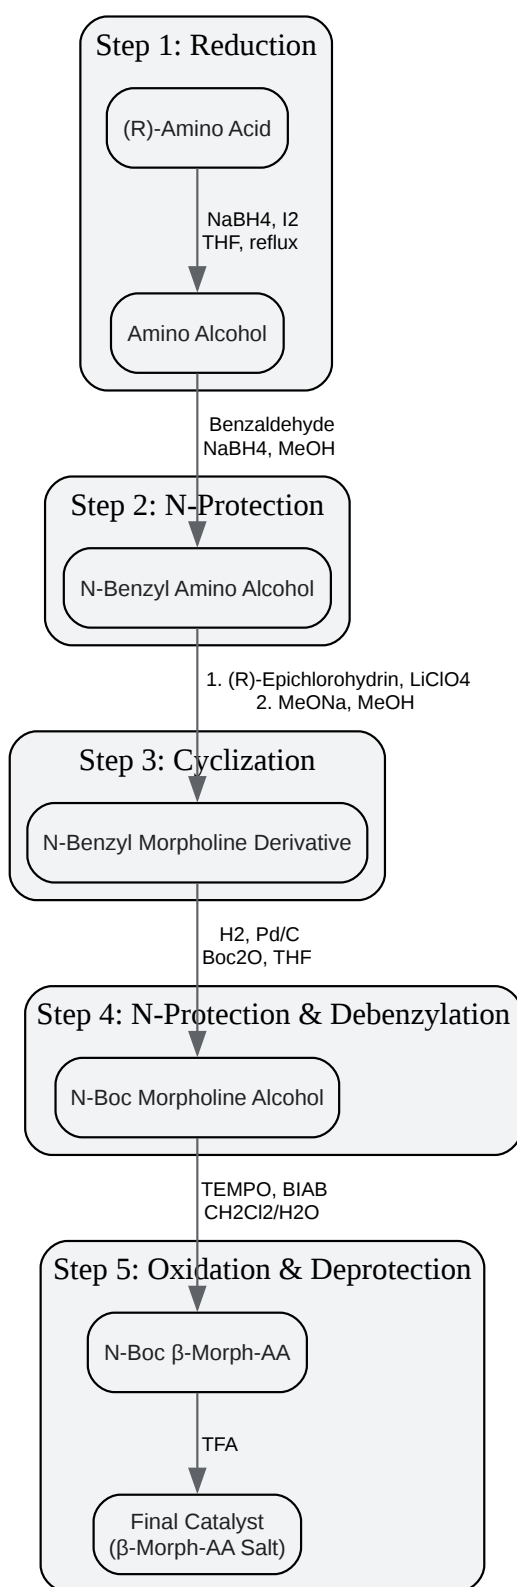 Step 1: Reduction
(R)-Amino Acid
NaBH4, I2
THF, reflux
Amino Alcohol
Benzaldehyde
NaBH4, MeOH
Step 2: N-Protection
N-Benzyl Amino Alcohol
1. (R)-Epichlorohydrin, LiClO4
2. MeONa, MeOH
Step 3: Cyclization
N-Benzyl Morpholine Derivative
H2, Pd/C
Boc2O, THF
Step 4: N-Protection & Debenzylation
N-Boc Morpholine Alcohol
TEMPO, BIAB
CH2Cl2/H2O
Step 5: Oxidation & Deprotection
N-Boc β-Morph-AA
TFA
Final Catalyst
(β-Morph-AA Salt)